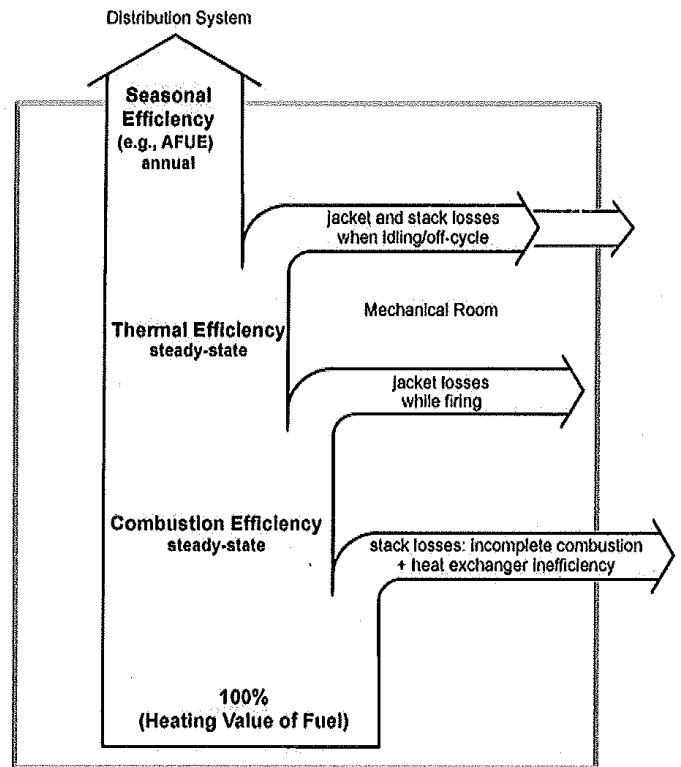 Distribution System
Seasonal
Efficiency
(e.g., AFUE)
annual
jacket and stack losses
when idling/off-cycle
Mechanical Room
Thermal Efficiency
steady-state
jacket losses
while firing
Combustion Efficiency
steady-state
stack losses: incomplete combustion
+ heat exchanger inefficiency
100%
(Heating Value of Fuel)